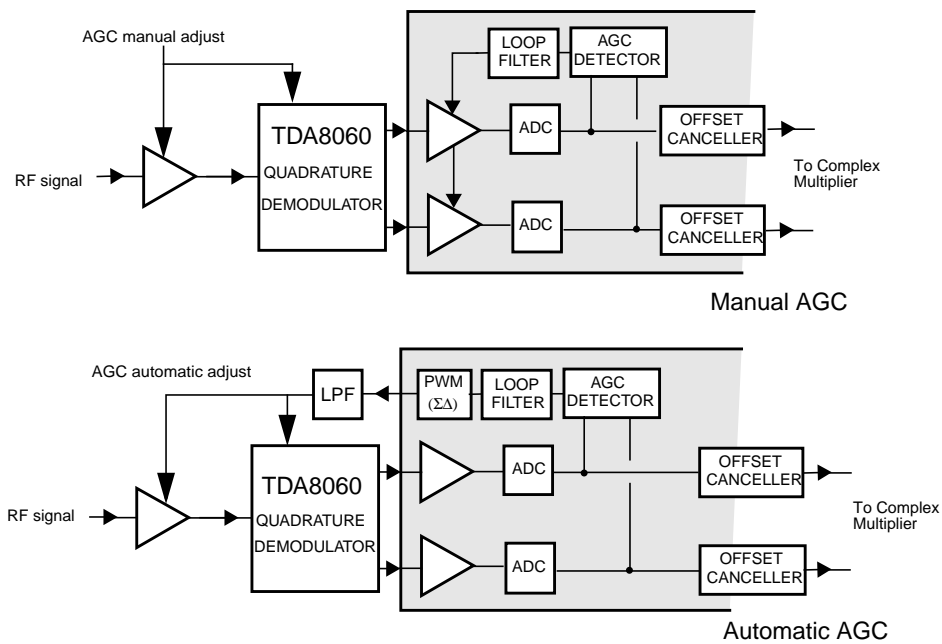 AGC manual adjust
LOOP
FILTER
AGC
DETECTOR
TDA8060
QUADRATURE
DEMODULATOR
ADC
OFFSET
CANCELLER
RF signal
To Complex
Multiplier
ADC
OFFSET
CANCELLER
Manual AGC
AGC automatic adjust
LPF
PWM
(ΣΔ)
LOOP
FILTER
AGC
DETECTOR
TDA8060
QUADRATURE
DEMODULATOR
ADC
OFFSET
CANCELLER
RF signal
To Complex
Multiplier
ADC
OFFSET
CANCELLER
Automatic AGC